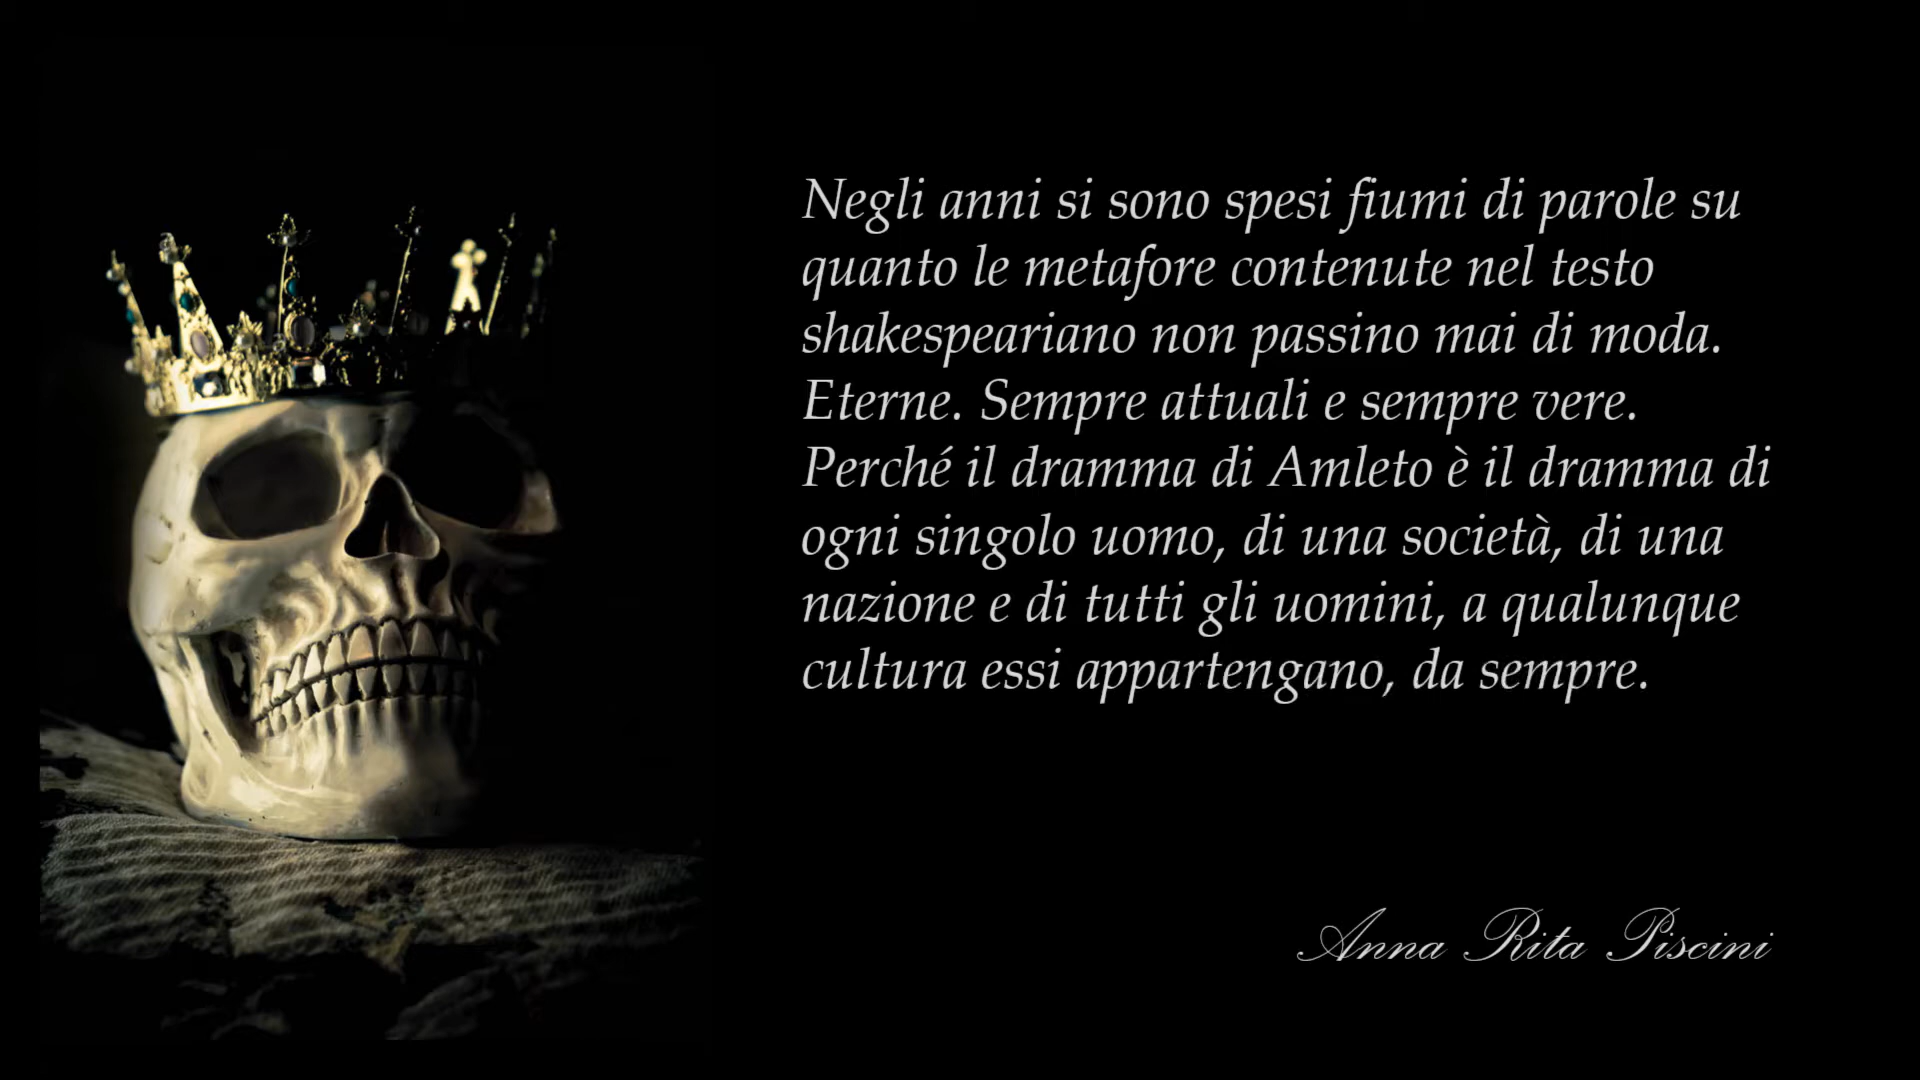 Negli anni si sono spesi fiumi di parole su
quanto le metafore contenute nel testo
shakespeariano non passino mai di moda.
Eterne. Sempre attuali e sempre vere.
Perché il dramma di Amleto è il dramma di
ogni singolo uomo, di una società, di una
nazione e di tutti gli uomini, a qualunque
cultura essi appartengano, da sempre.
Anna Rita Piscini